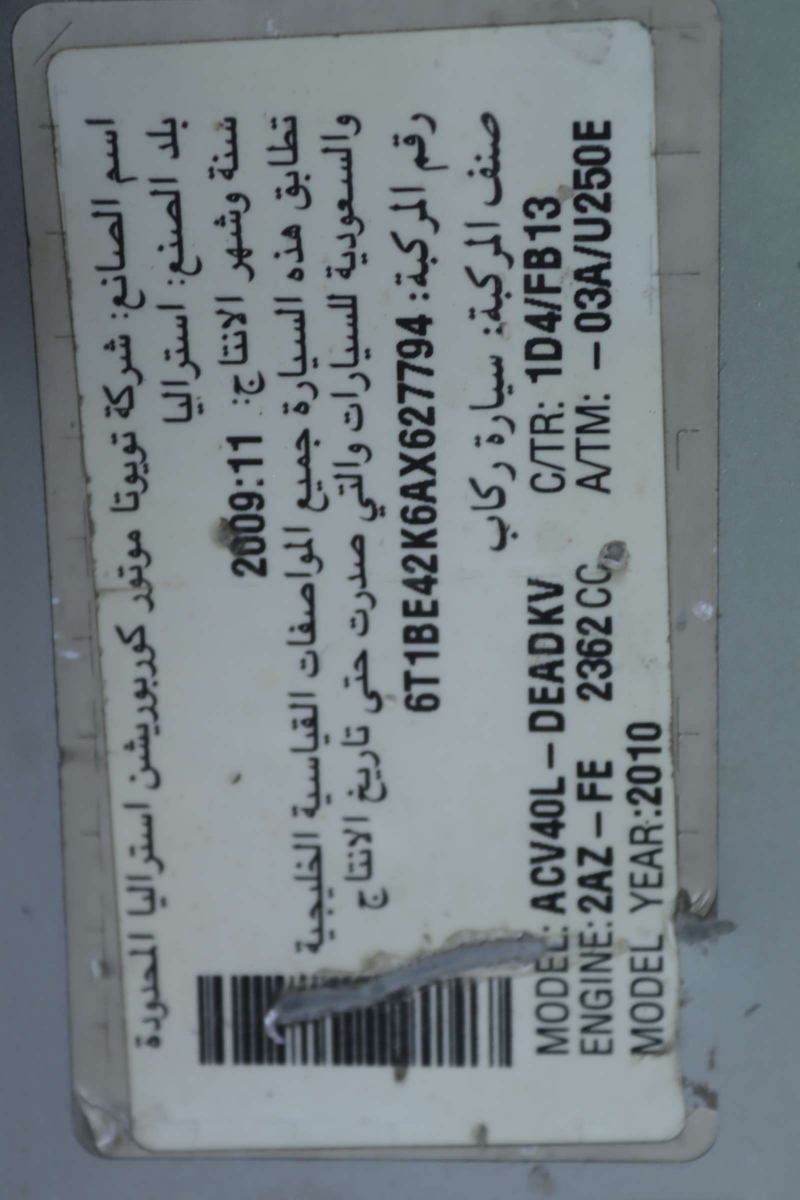 اسم الصانع: شركة تويوتا موتور كوربوريشن استراليا المحدودة
بلد الصنع: استراليا
سنة وشهر الانتاج: 2009:11
تطابق هذه السيارة جميع المواصفات القياسية الخليجية
والسعودية للسيارات والتي صدرت حتى تاريخ الانتاج
رقم المركبة: 6T1BE42K6AX627794
صنف المركبة: سيارة ركاب
MODEL: ACV40L-DEADKV C/TR: 1D4/FB13
ENGINE: 2AZ-FE 2362 CC A/TM: -03A/U250E
MODEL YEAR:2010